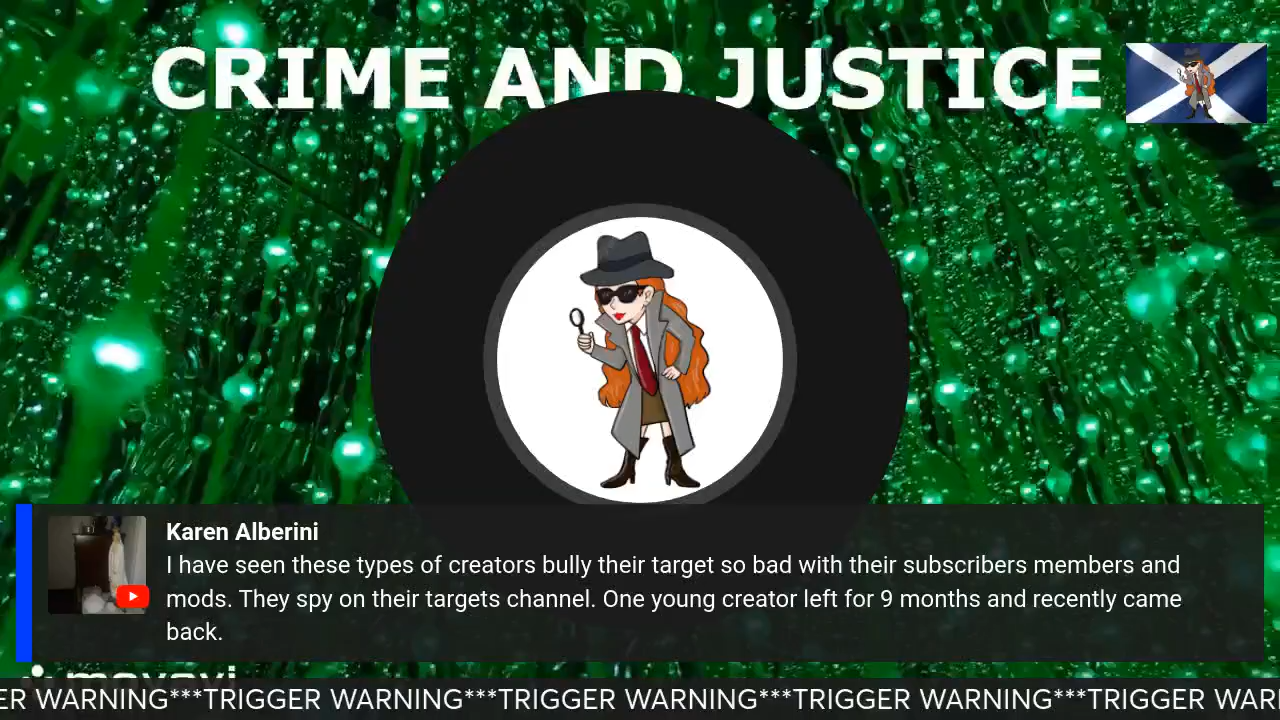 CRIME AND JUSTICE
Karen Alberini
I have seen these types of creators bully their target so bad with their subscribers members and
mods. They spy on their targets channel. One young creator left for 9 months and recently came
back.
movavi
ER WARNING***TRIGGER WARNING***TRIGGER WARNING***TRIGGER WARNING***TRIGGER WAR